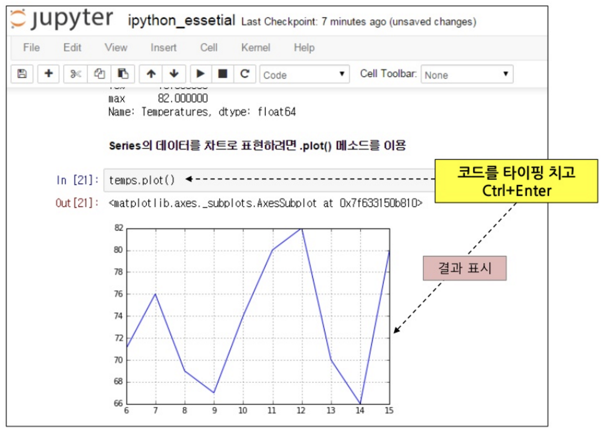 jupyter ipython_essetial Last Checkpoint: 7 minutes ago (unsaved changes)
File Edit View Insert Cell Kernel Help
Code Cell Toolbar: None
max 82.000000
Name: Temperatures, dtype: float64
Series의 데이터를 차트로 표현하려면 .plot() 메소드를 이용
In [21]: temps.plot()
코드를 타이핑 치고
Ctrl+Enter
Out[21]: <matplotlib.axes._subplots.AxesSubplot at 0x7f633150b810>
결과 표시
82
80
78
76
74
72
70
68
66
6 7 8 9 10 11 12 13 14 15